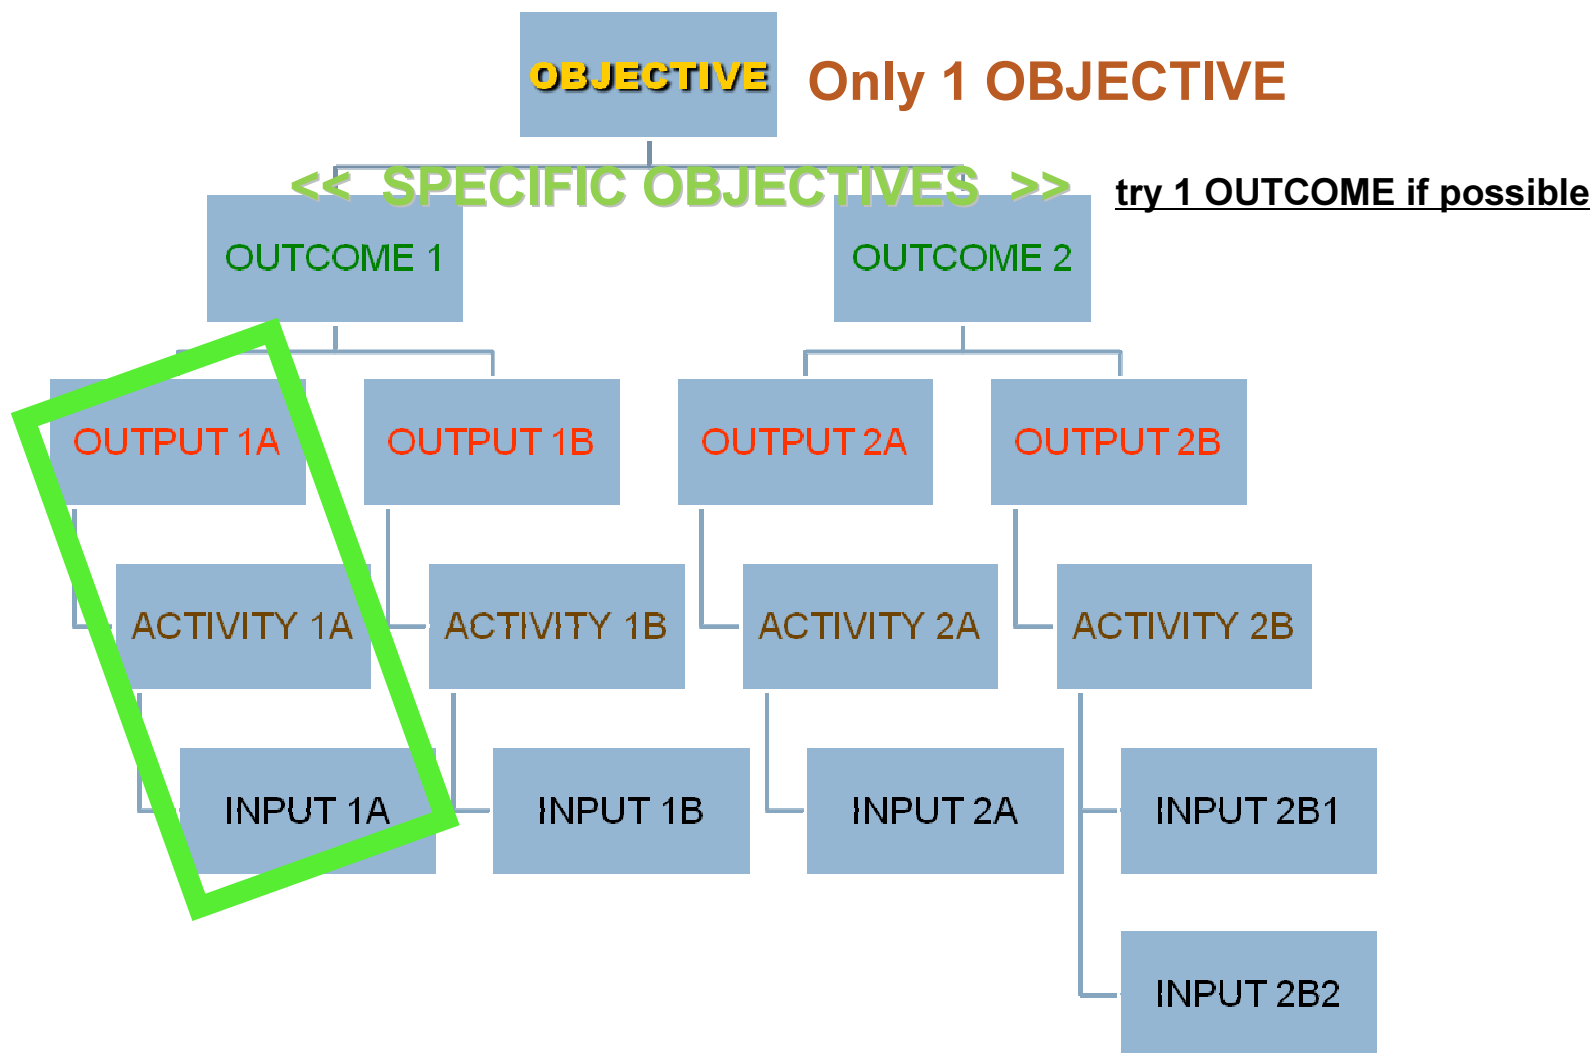 OBJECTIVE
Only 1 OBJECTIVE
<< SPECIFIC OBJECTIVES >>
try 1 OUTCOME if possible
OUTCOME 1
OUTCOME 2
OUTPUT 1A
OUTPUT 1B
OUTPUT 2A
OUTPUT 2B
ACTIVITY 1A
ACTIVITY 1B
ACTIVITY 2A
ACTIVITY 2B
INPUT 1A
INPUT 1B
INPUT 2A
INPUT 2B1
INPUT 2B2